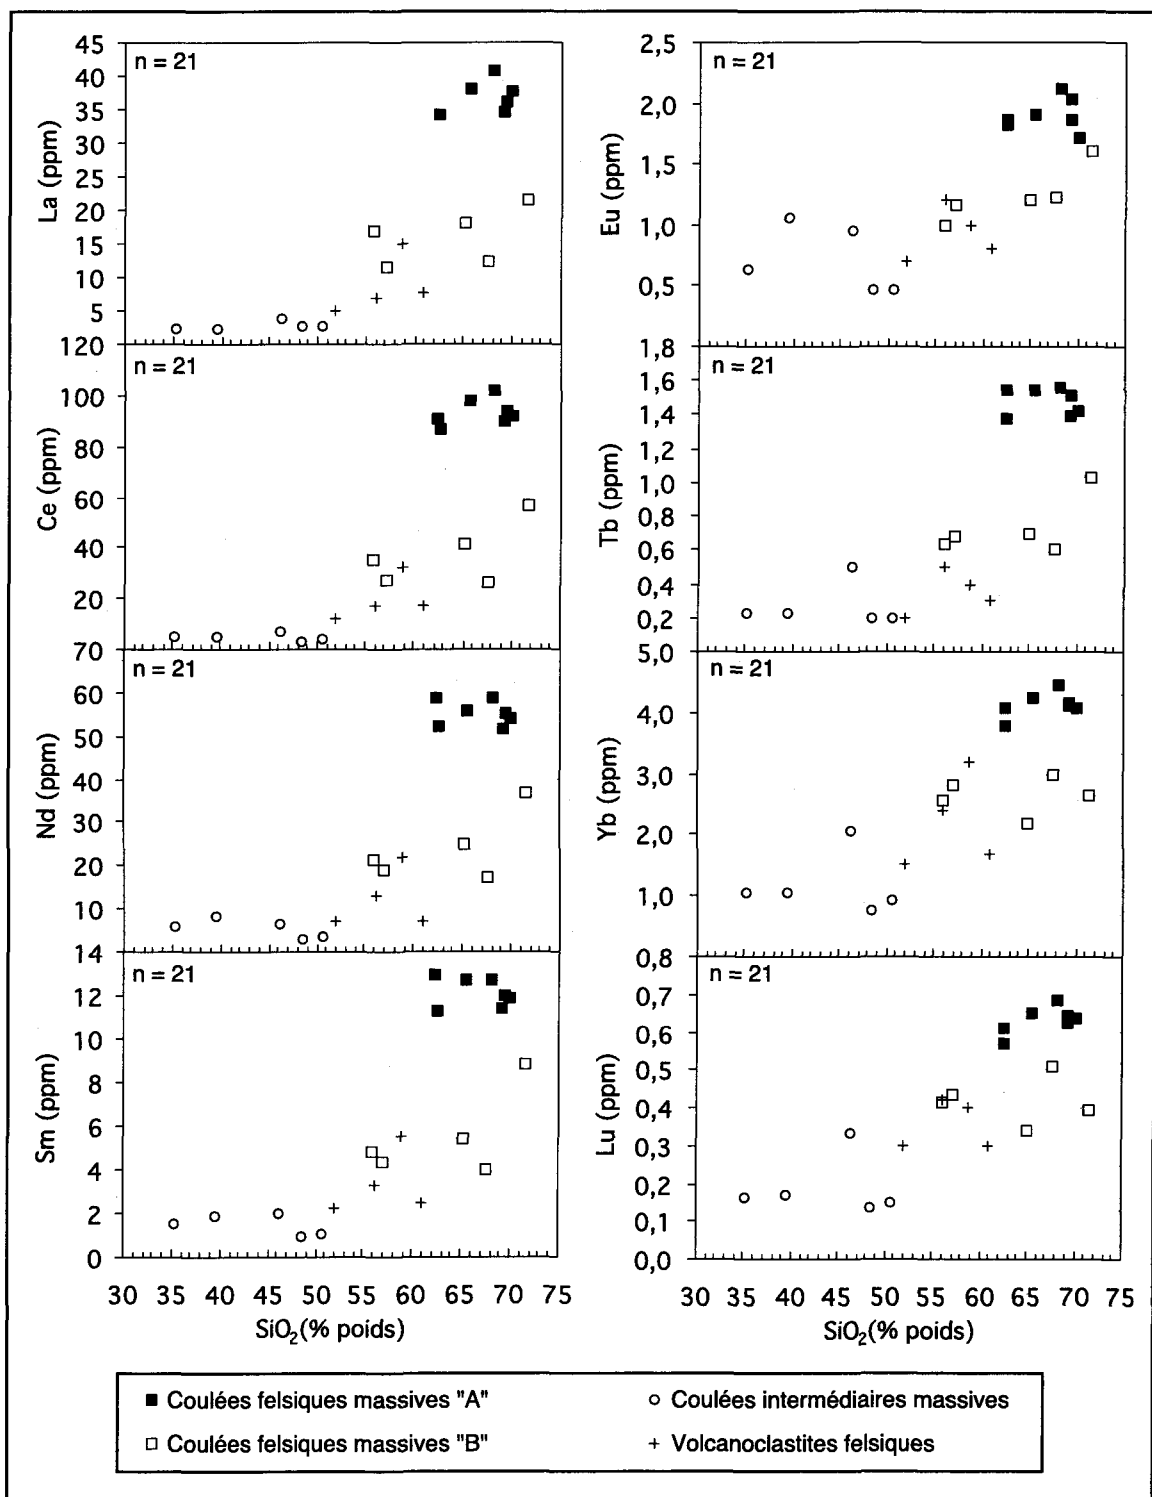 45
40
35
30
25
20
15
10
5
La (ppm)
n = 21
120
100
80
60
40
20
Ce (ppm)
n = 21
70
60
50
40
30
20
10
Nd (ppm)
n = 21
14
12
10
8
6
4
2
0
Sm (ppm)
n = 21
30 35 40 45 50 55 60 65 70 75
SiO2(% poids)
2,5
2,0
1,5
1,0
0,5
Eu (ppm)
n = 21
1,8
1,6
1,4
1,2
1,0
0,8
0,6
0,4
0,2
Tb (ppm)
n = 21
5,0
4,0
3,0
2,0
1,0
Yb (ppm)
n = 21
0,8
0,7
0,6
0,5
0,4
0,3
0,2
0,1
0,0
Lu (ppm)
n = 21
30 35 40 45 50 55 60 65 70 75
SiO2(% poids)
Coulées felsiques massives "A"
Coulées felsiques massives "B"
Coulées intermédiaires massives
Volcanoclastites felsiques